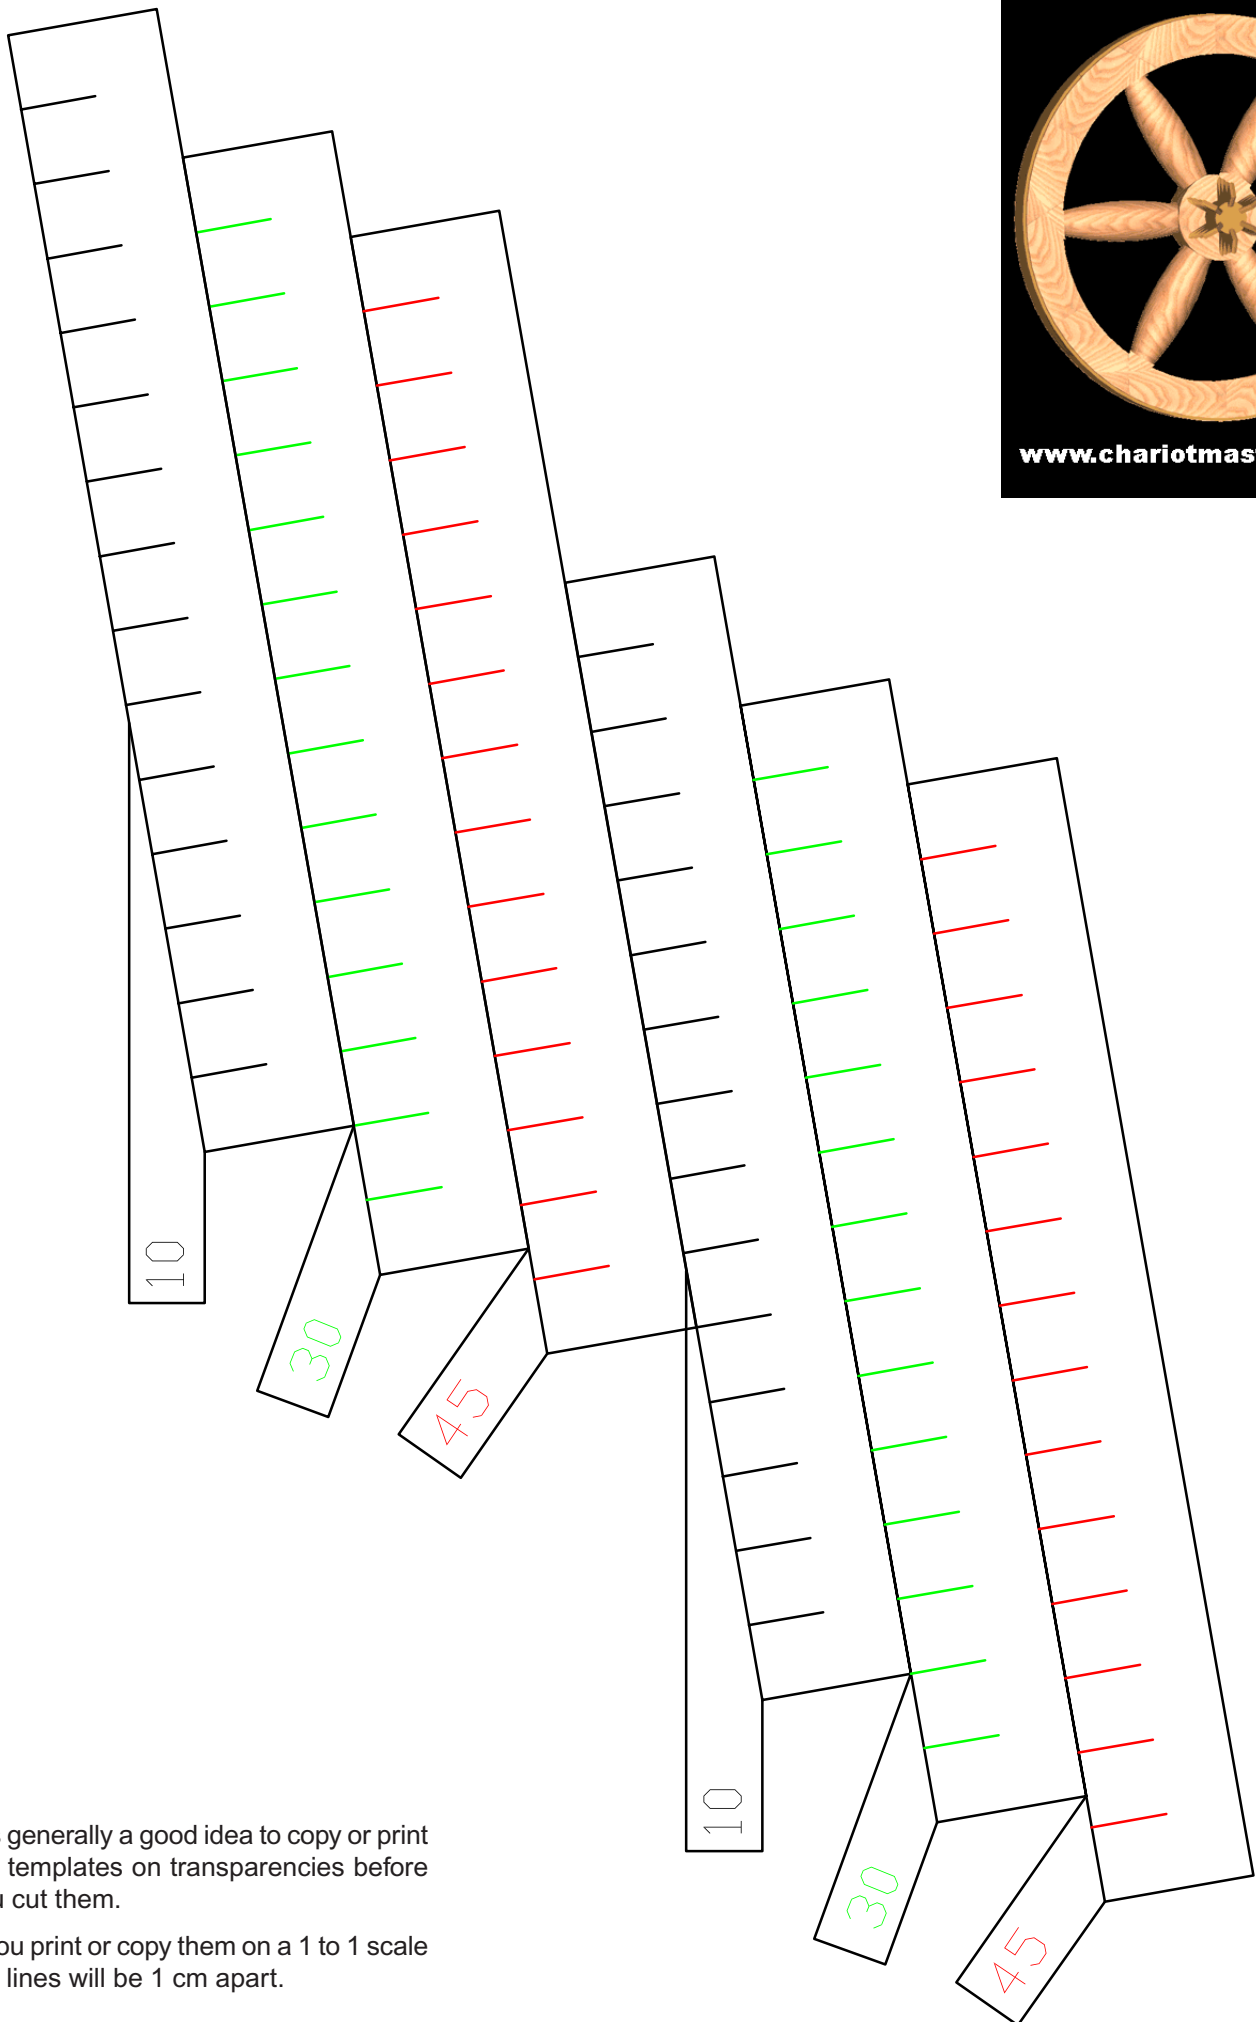 www.chariotmas
10
30
45
10
30
45
generally a good idea to copy or print
templates on transparencies before
cut them.
print or copy them on a 1 to 1 scale
lines will be 1 cm apart.